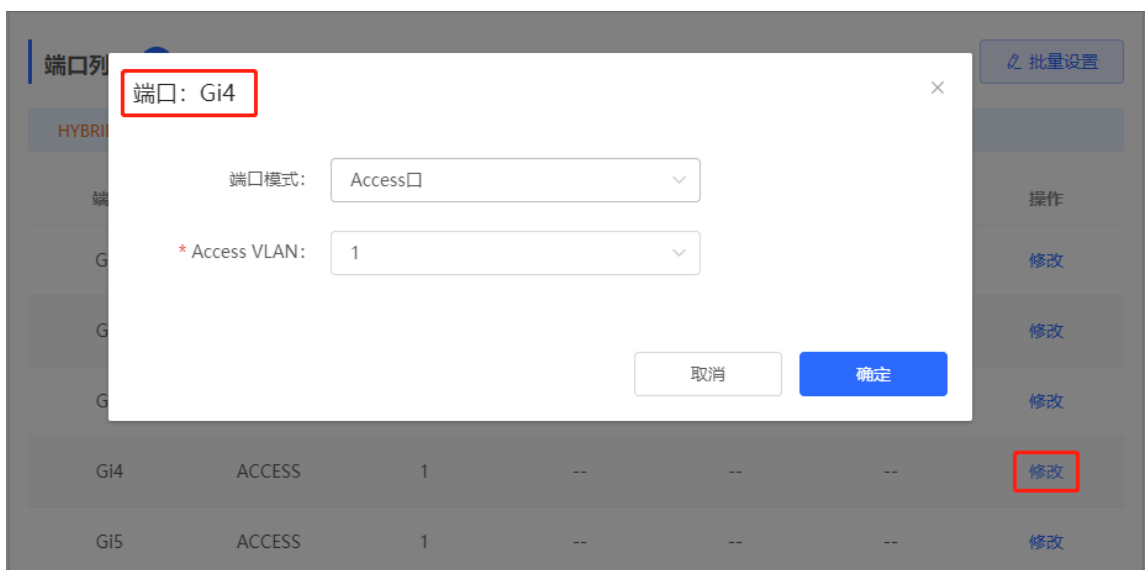 端口列
批量设置
端口：Gi4
HYBRI
端口模式：
Access口
端
操作
* Access VLAN：
1
G
修改
G
修改
取消
确定
G
修改
Gi4 ACCESS 1 -- -- -- 修改
Gi5 ACCESS 1 -- -- -- 修改